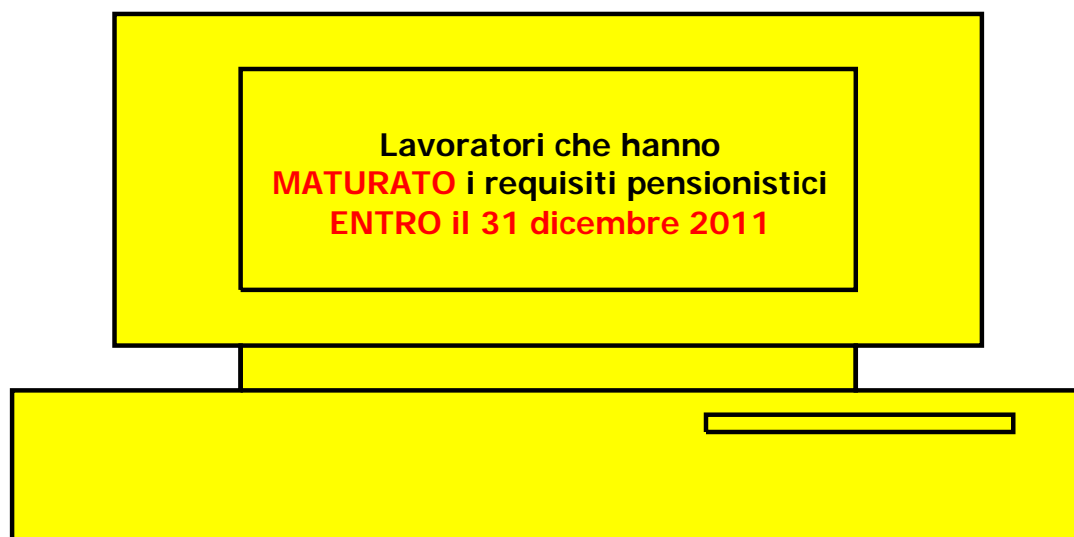 Lavoratori che hanno
MATURATO i requisiti pensionistici
ENTRO il 31 dicembre 2011